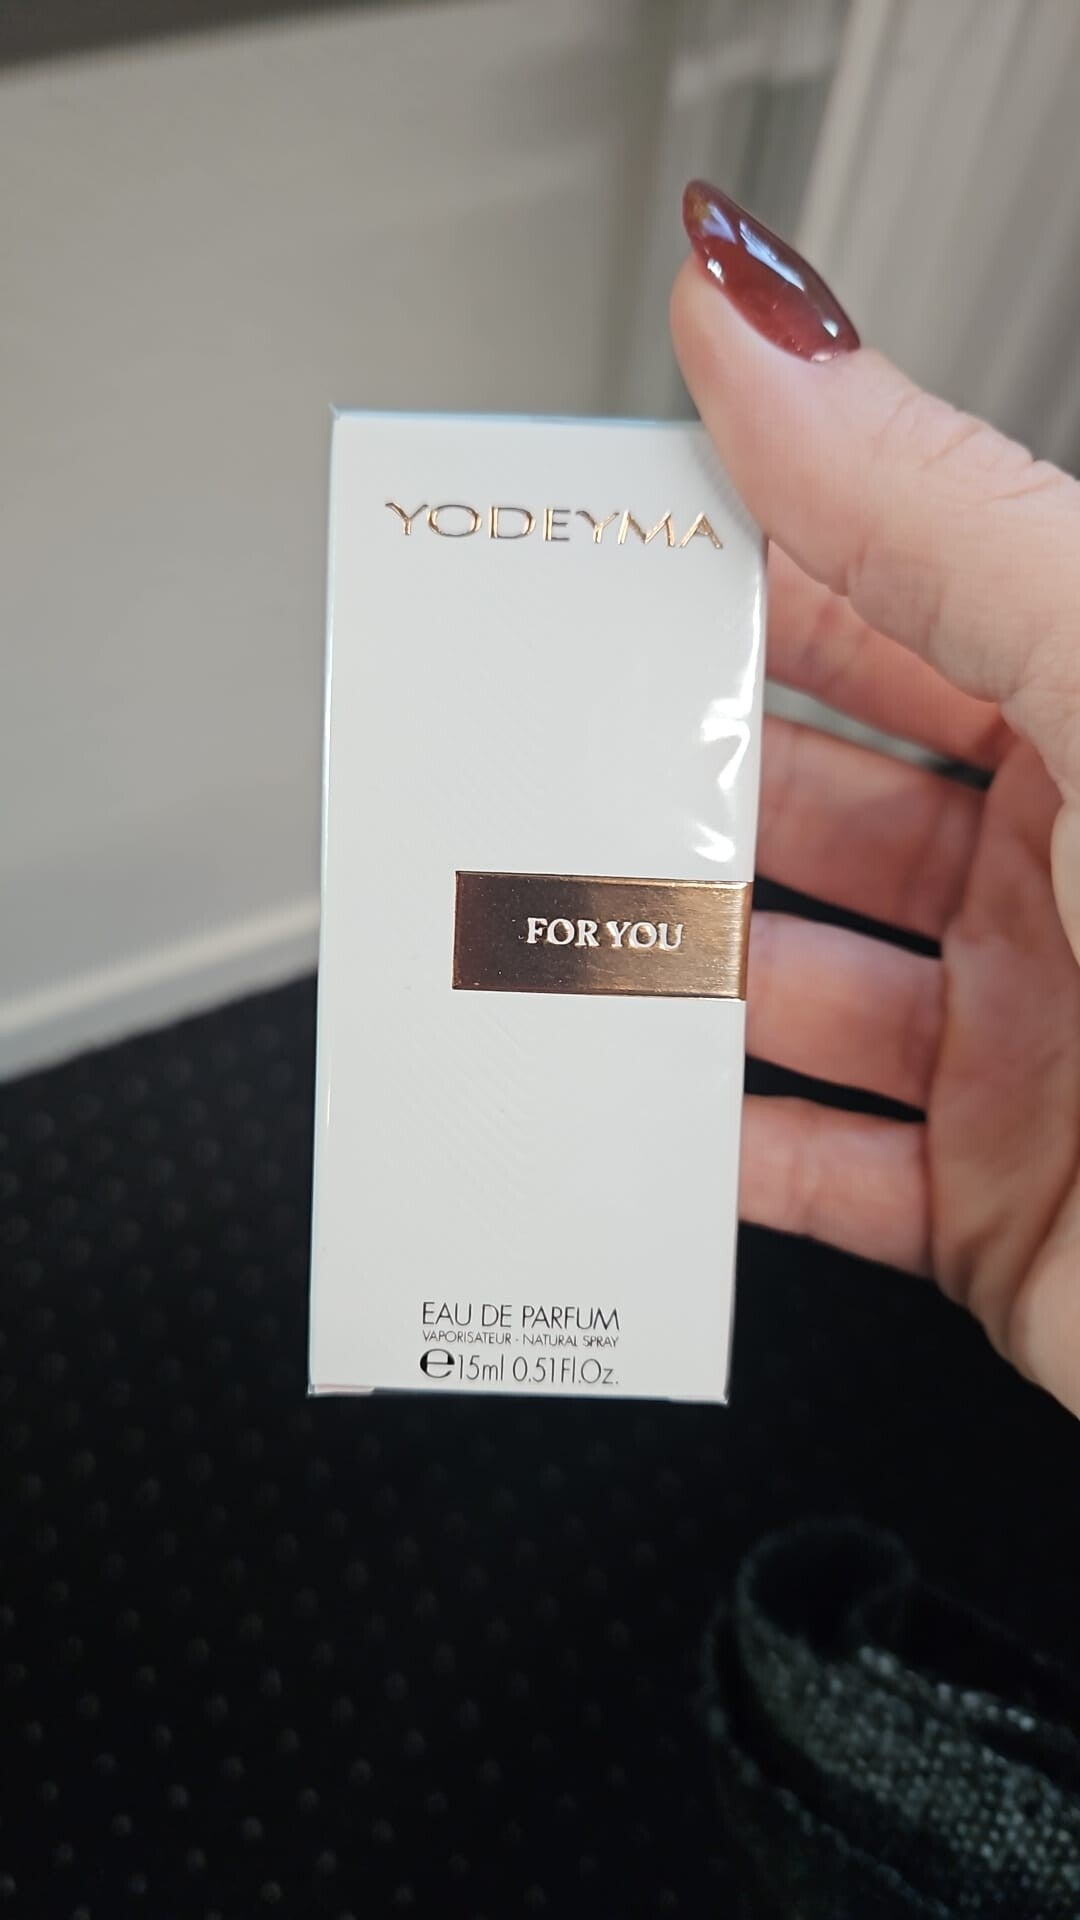 YODEYMA
FOR YOU
EAU DE PARFUM
VAPORISATEUR - NATURAL SPRAY
℮15ml 0.51Fl.Oz.